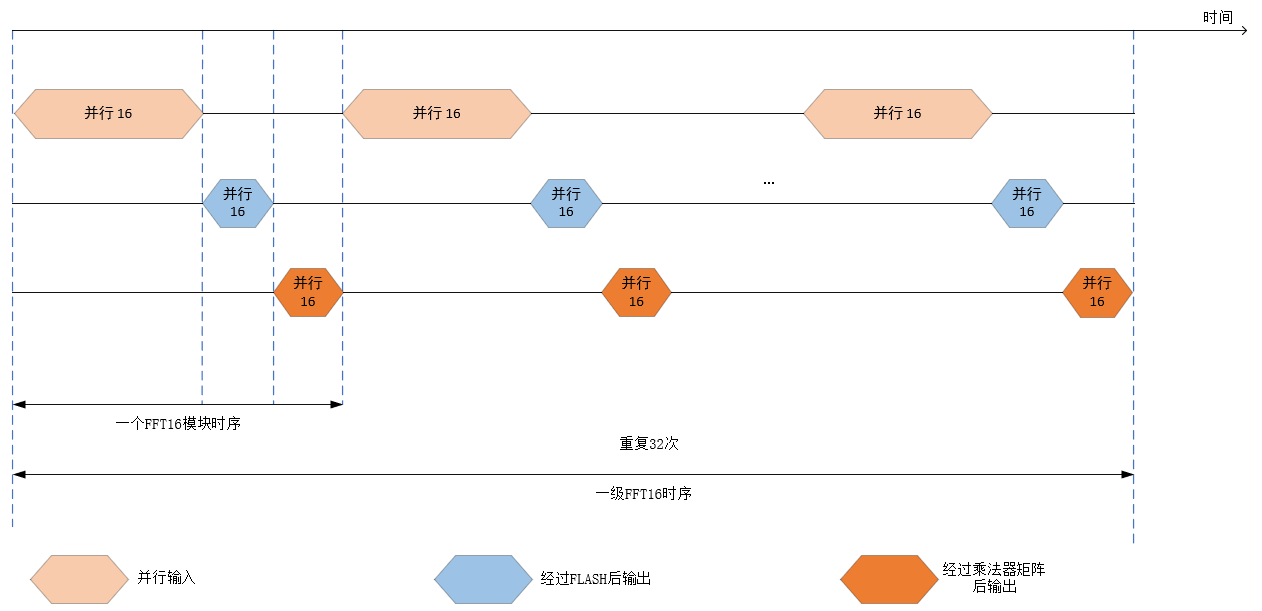 时间
并行 16
并行 16
并行 16
...
并行
16
并行
16
并行
16
并行
16
并行
16
并行
16
一个FFT16模块时序
重复32次
一级FFT16时序
并行输入
经过FLASH后输出
经过乘法器矩阵
后输出